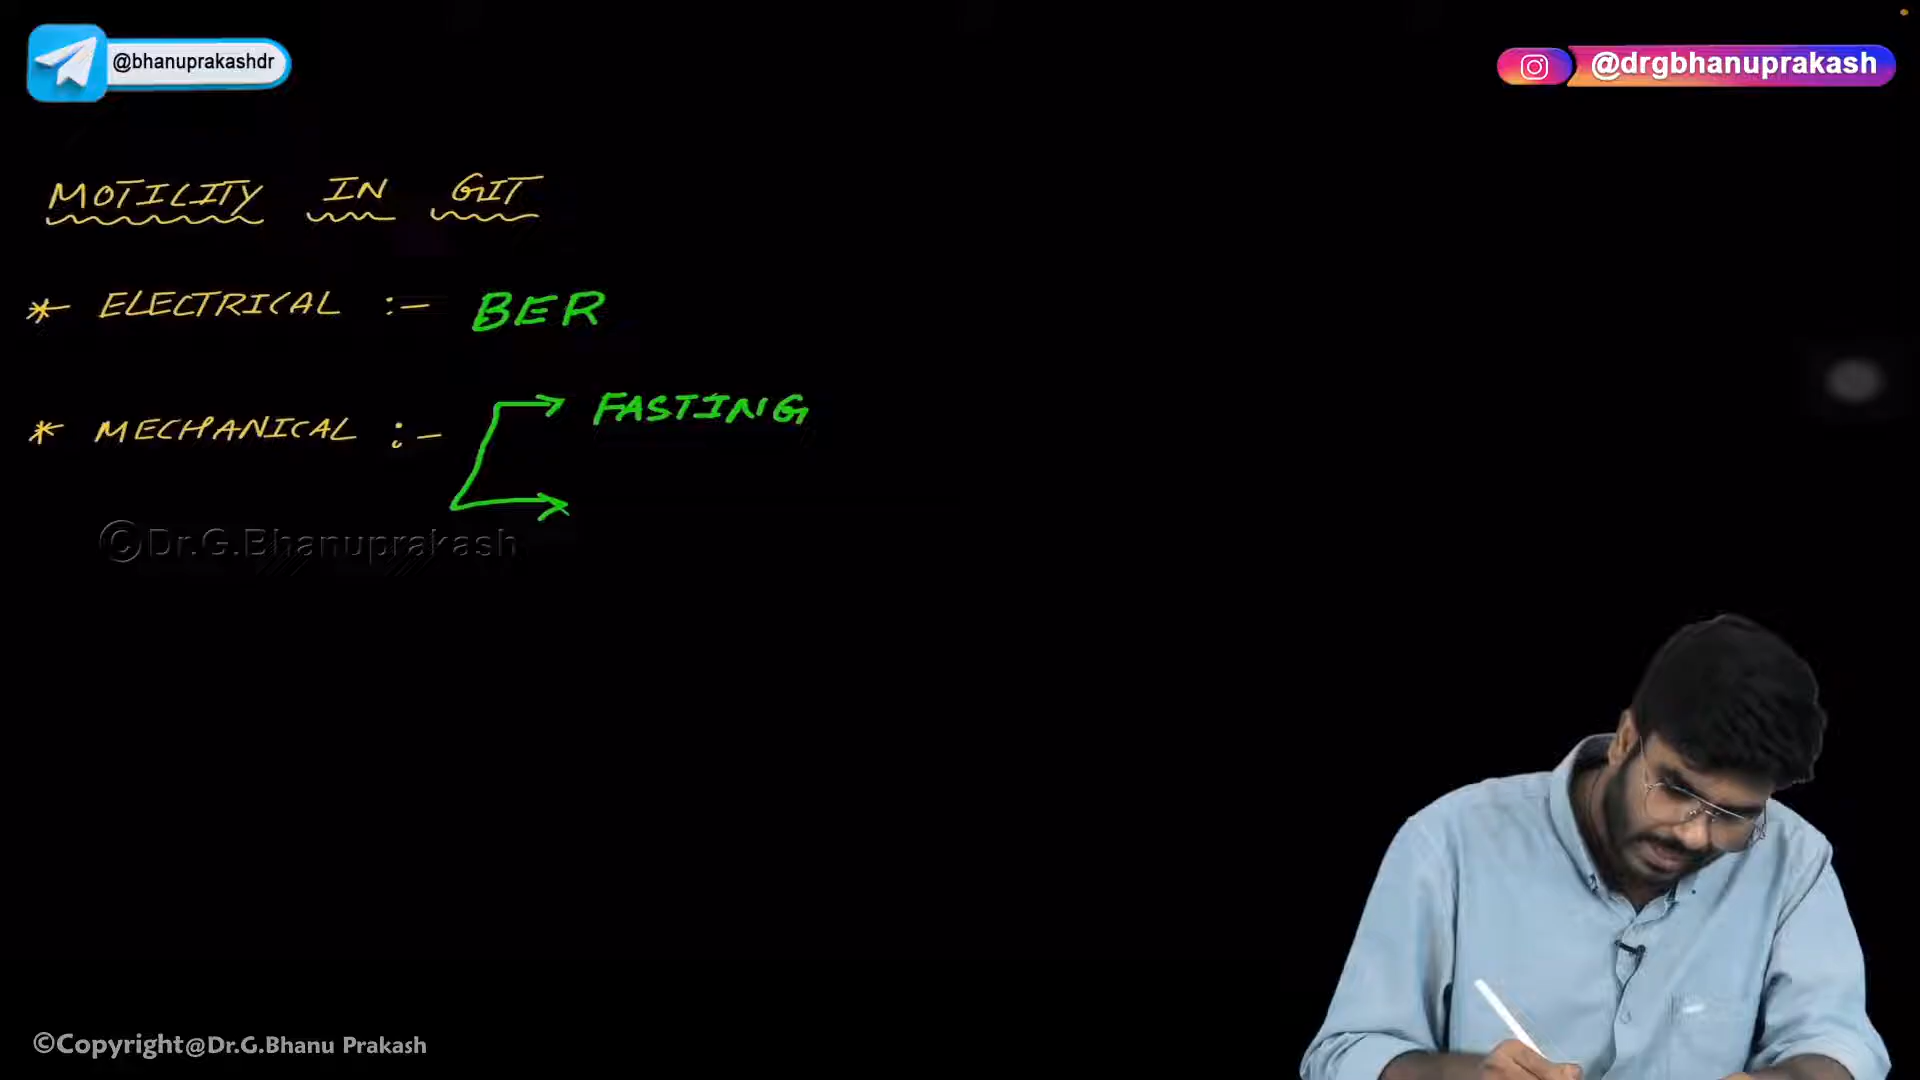 @bhanuprakashdr
@drgbhanuprakash
MOTILITY IN GIT
* ELECTRICAL :- BER
* MECHANICAL :- FASTING
©Dr.G.Bhanuprakash
©Copyright@Dr.G.Bhanu Prakash